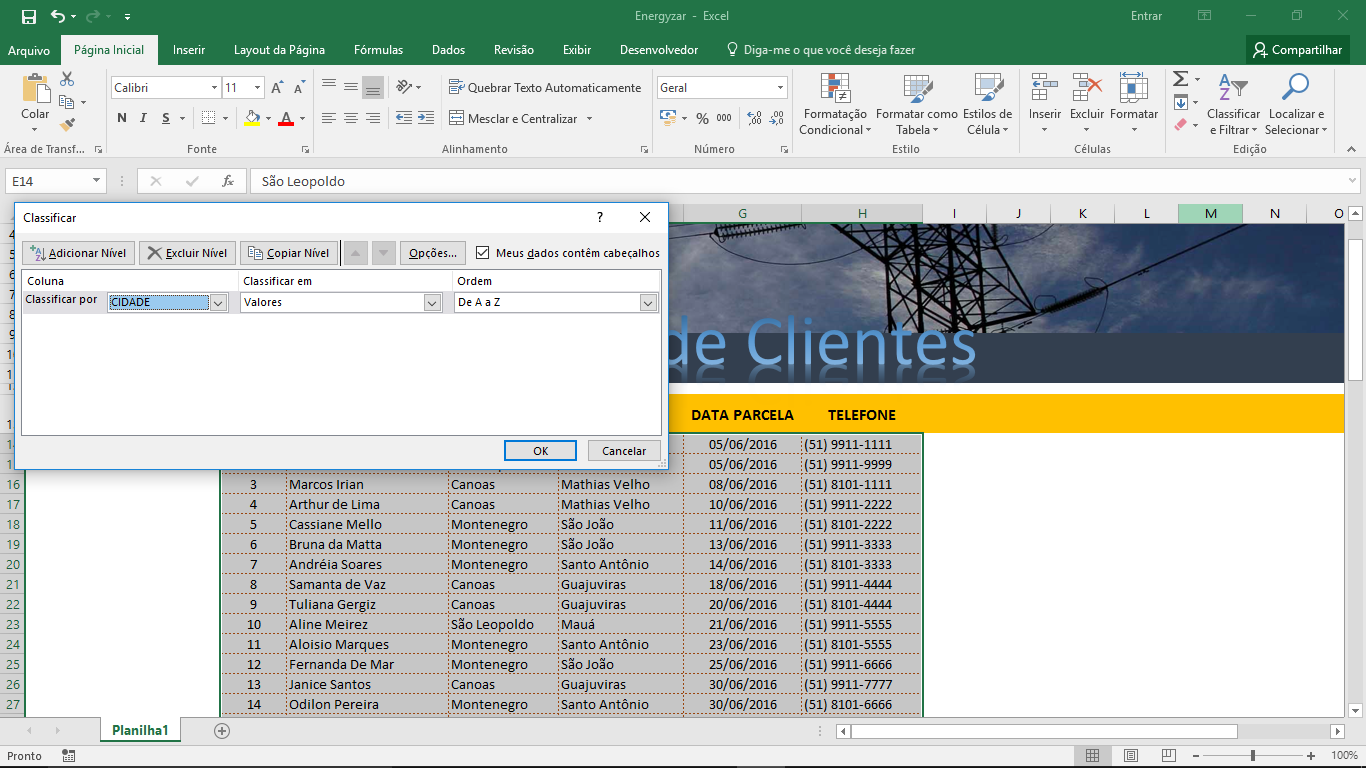 Energyzar - Excel
Entrar
Arquivo Página Inicial Inserir Layout da Página Fórmulas Dados Revisão Exibir Desenvolvedor Diga-me o que você deseja fazer Compartilhar
Colar
Calibri 11
N I S
A A A
Quebrar Texto Automaticamente
Mesclar e Centralizar
Geral
% 000
Formatação Condicional
Formatar como Tabela
Estilos de Célula
Inserir Excluir Formatar
Classificar e Filtrar
Localizar e Selecionar
Área de Transf... Fonte Alinhamento Número Estilo Células Edição
E14 fx São Leopoldo
Classificar ?
Adicionar Nível Excluir Nível Copiar Nível Opções... Meus dados contêm cabeçalhos
Coluna Classificar em Ordem
Classificar por CIDADE Valores De A a Z
OK Cancelar
G H I J K L M N O
de Clientes
DATA PARCELA TELEFONE
05/06/2016 (51) 9911-1111
05/06/2016 (51) 9911-9999
16 3 Marcos Irian Canoas Mathias Velho 08/06/2016 (51) 8101-1111
17 4 Arthur de Lima Canoas Mathias Velho 10/06/2016 (51) 9911-2222
18 5 Cassiane Mello Montenegro São João 11/06/2016 (51) 8101-2222
19 6 Bruna da Matta Montenegro São João 13/06/2016 (51) 9911-3333
20 7 Andréia Soares Montenegro Santo Antônio 14/06/2016 (51) 8101-3333
21 8 Samanta de Vaz Canoas Guajuviras 18/06/2016 (51) 9911-4444
22 9 Tuliana Gergiz Canoas Guajuviras 20/06/2016 (51) 8101-4444
23 10 Aline Meirez São Leopoldo Mauá 21/06/2016 (51) 9911-5555
24 11 Aloisio Marques Montenegro Santo Antônio 23/06/2016 (51) 8101-5555
25 12 Fernanda De Mar Montenegro São João 25/06/2016 (51) 9911-6666
26 13 Janice Santos Canoas Guajuviras 30/06/2016 (51) 9911-7777
27 14 Odilon Pereira Montenegro Santo Antônio 30/06/2016 (51) 8101-6666
Planilha1
Pronto 100%